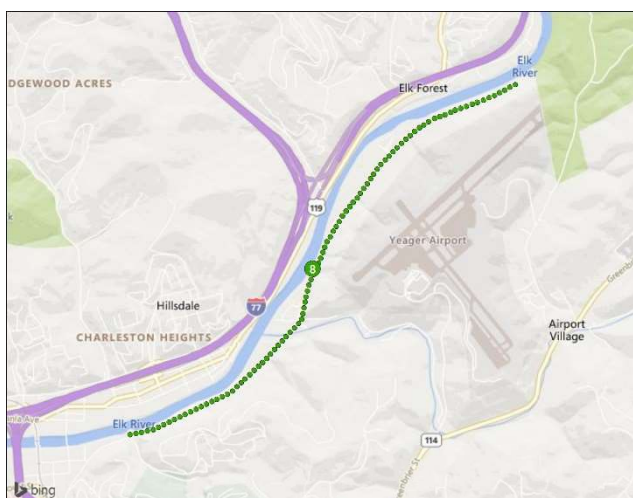 DGEWOOD ACRES
Elk Forest
Elk
River
119
Yeager Airport
8
Hillsdale
77
CHARLESTON HEIGHTS
Airport
Village
Elk River
114
bing